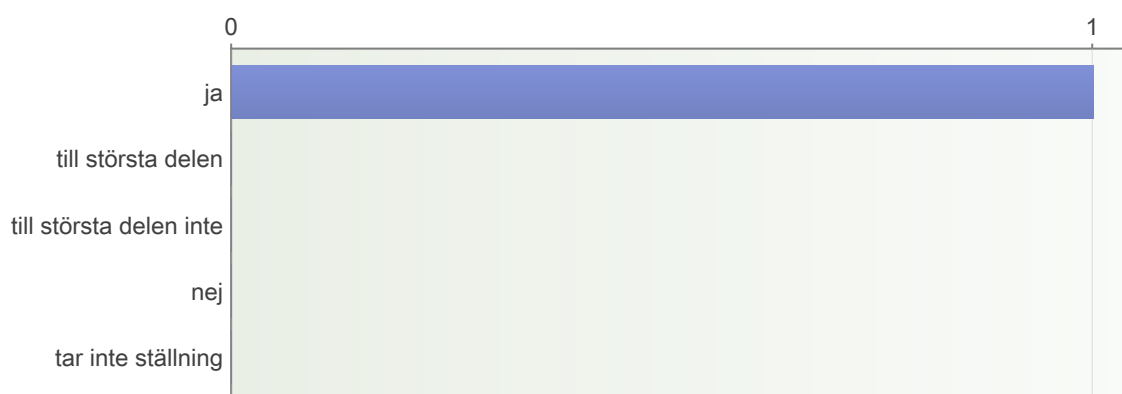 0 1
ja
till största delen
till största delen inte
nej
tar inte ställning